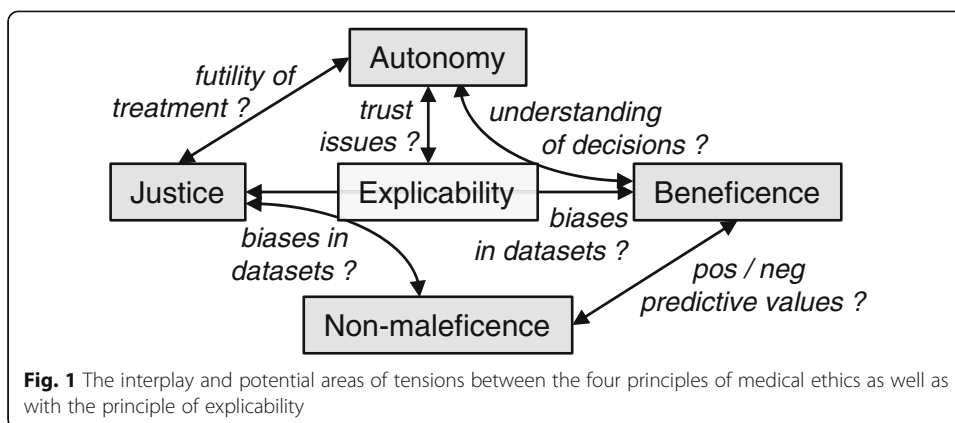 Autonomy
futility of
treatment ?
trust
issues ?
understanding
of decisions ?
Justice
Explicability
Beneficence
biases in
datasets ?
biases
in datasets ?
pos / neg
predictive values ?
Non-maleficence
Fig. 1 The interplay and potential areas of tensions between the four principles of medical ethics as well as
with the principle of explicability